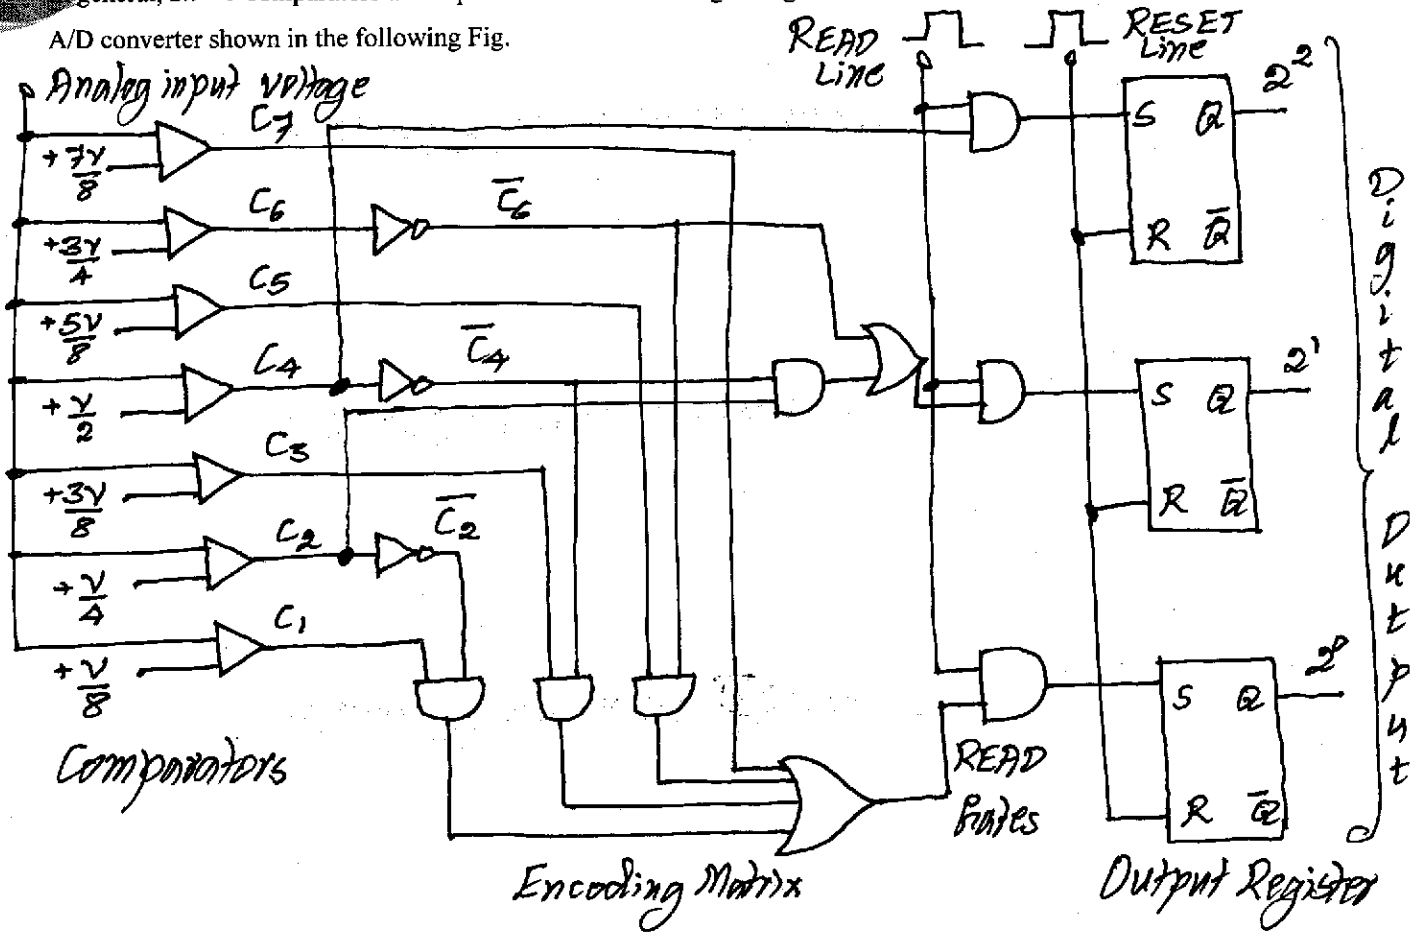 A/D converter shown in the following Fig.
READ Line
RESET Line
Analog input voltage
C7
+7V/8
C6
C̅6
+3V/4
C5
+5V/8
C4
C̅4
+V/2
C3
+3V/8
C2
C̅2
+V/4
C1
+V/8
S Q 2²
R Q̅
S Q 2¹
R Q̅
S Q 2⁰
R Q̅
Digital Output
Comparators
READ Gates
Encoding Matrix
Output Register